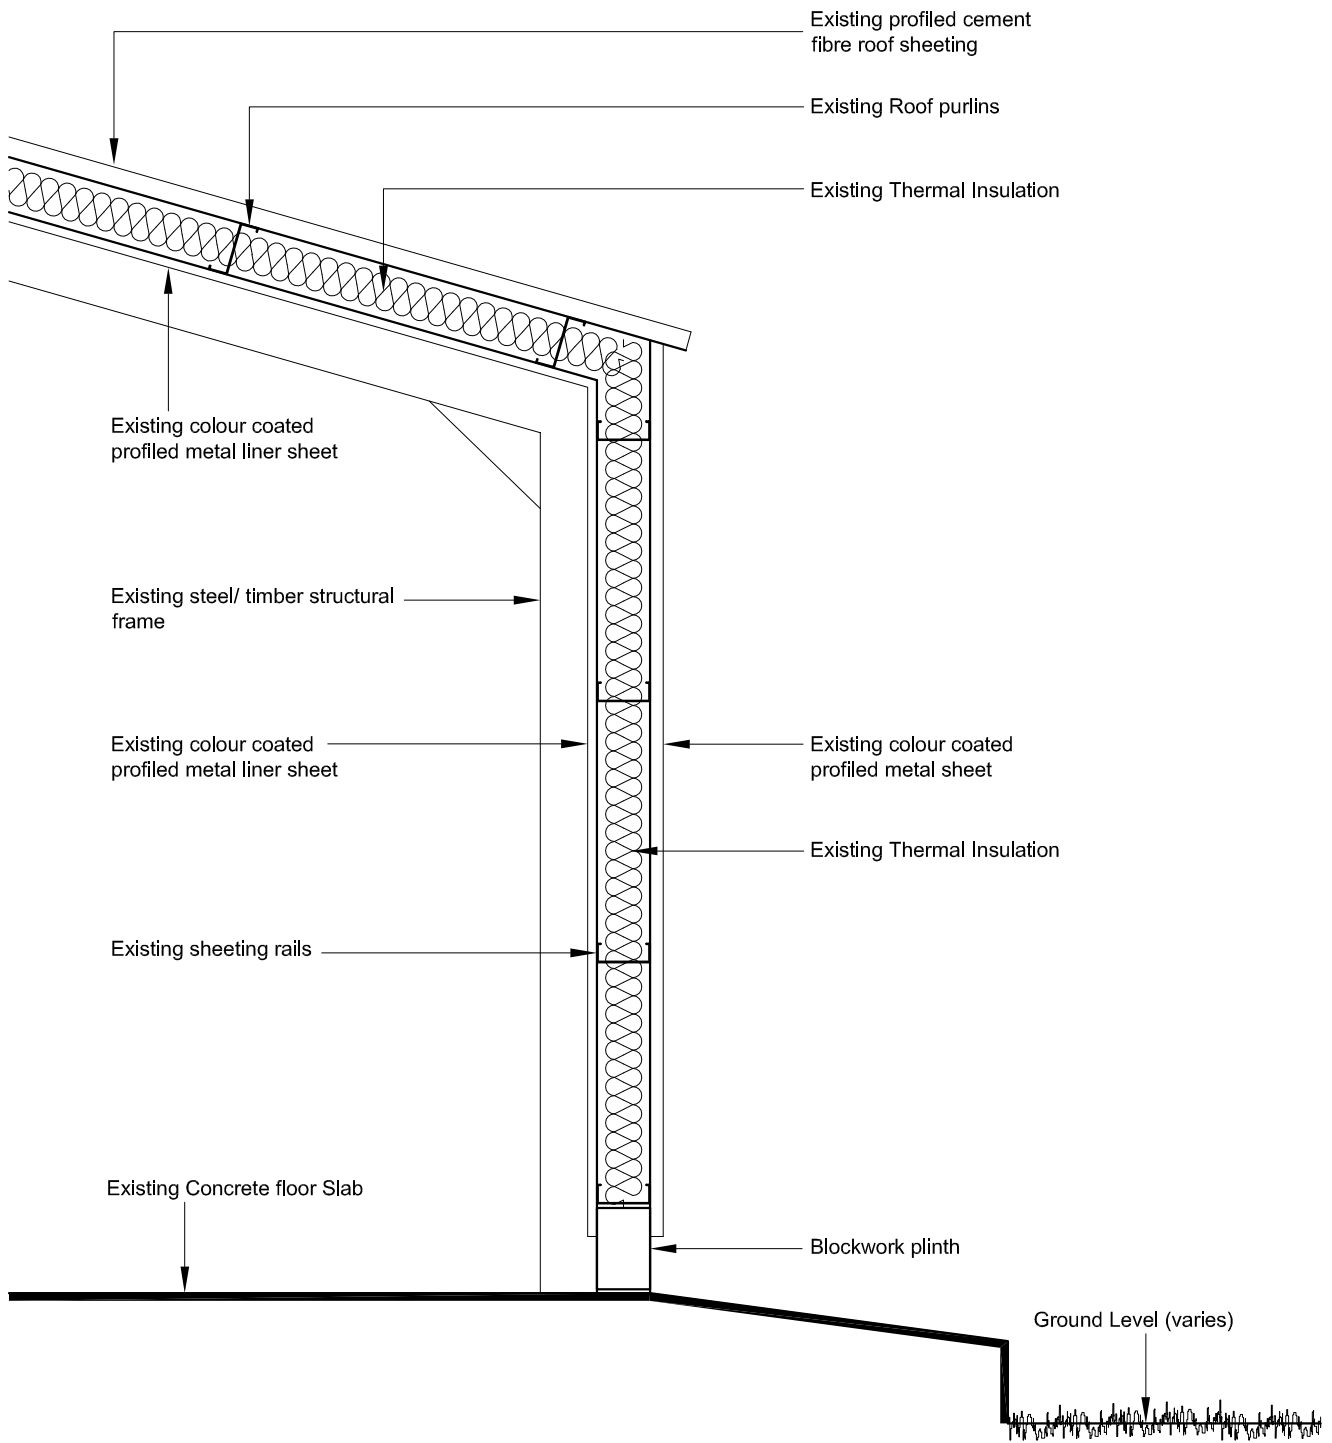 Existing profiled cement
fibre roof sheeting
Existing Roof purlins
Existing Thermal Insulation
Existing colour coated
profiled metal liner sheet
Existing steel/ timber structural
frame
Existing colour coated
profiled metal liner sheet
Existing colour coated
profiled metal sheet
Existing Thermal Insulation
Existing sheeting rails
Existing Concrete floor Slab
Blockwork plinth
Ground Level (varies)